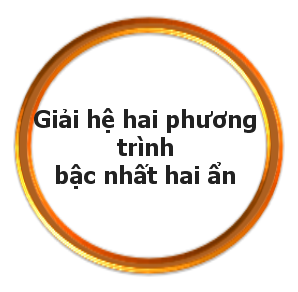 Giải hệ hai phương
trình
bậc nhất hai ẩn